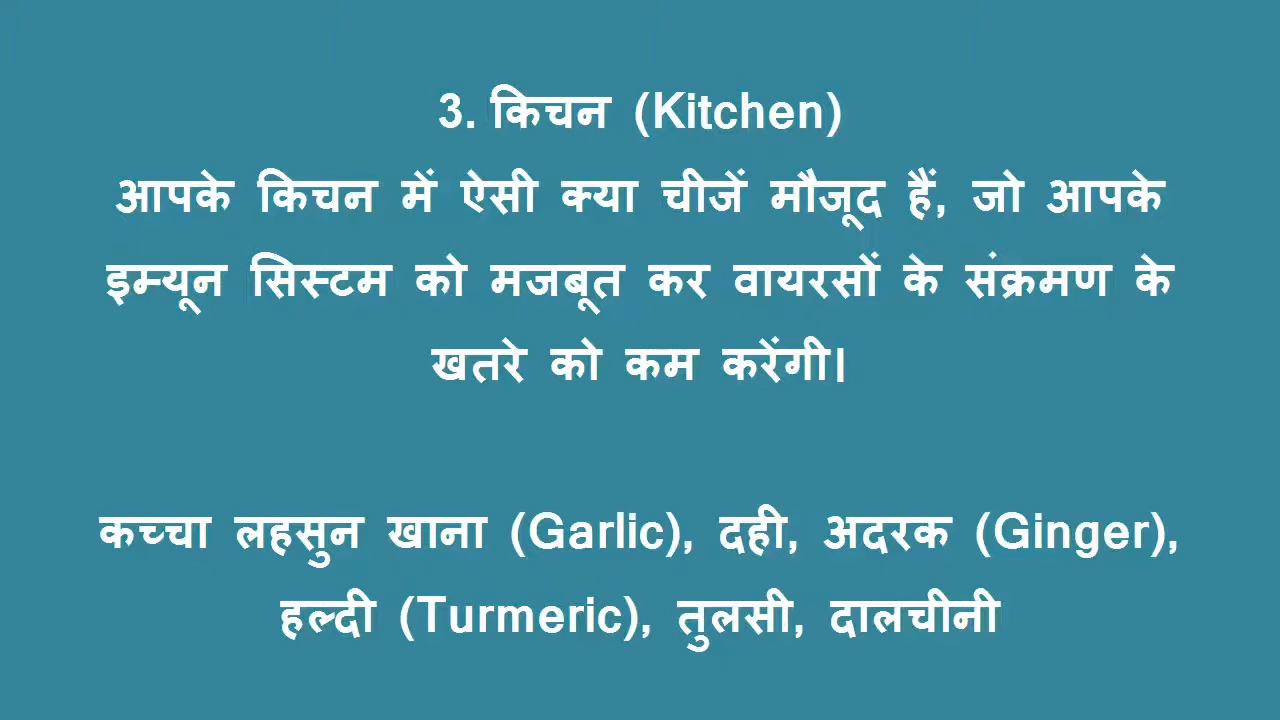 3. किचन (Kitchen)
आपके किचन में ऐसी क्या चीजें मौजूद हैं, जो आपके
इम्यून सिस्टम को मजबूत कर वायरसों के संक्रमण के
खतरे को कम करेंगी।
कच्चा लहसुन खाना (Garlic), दही, अदरक (Ginger),
हल्दी (Turmeric), तुलसी, दालचीनी